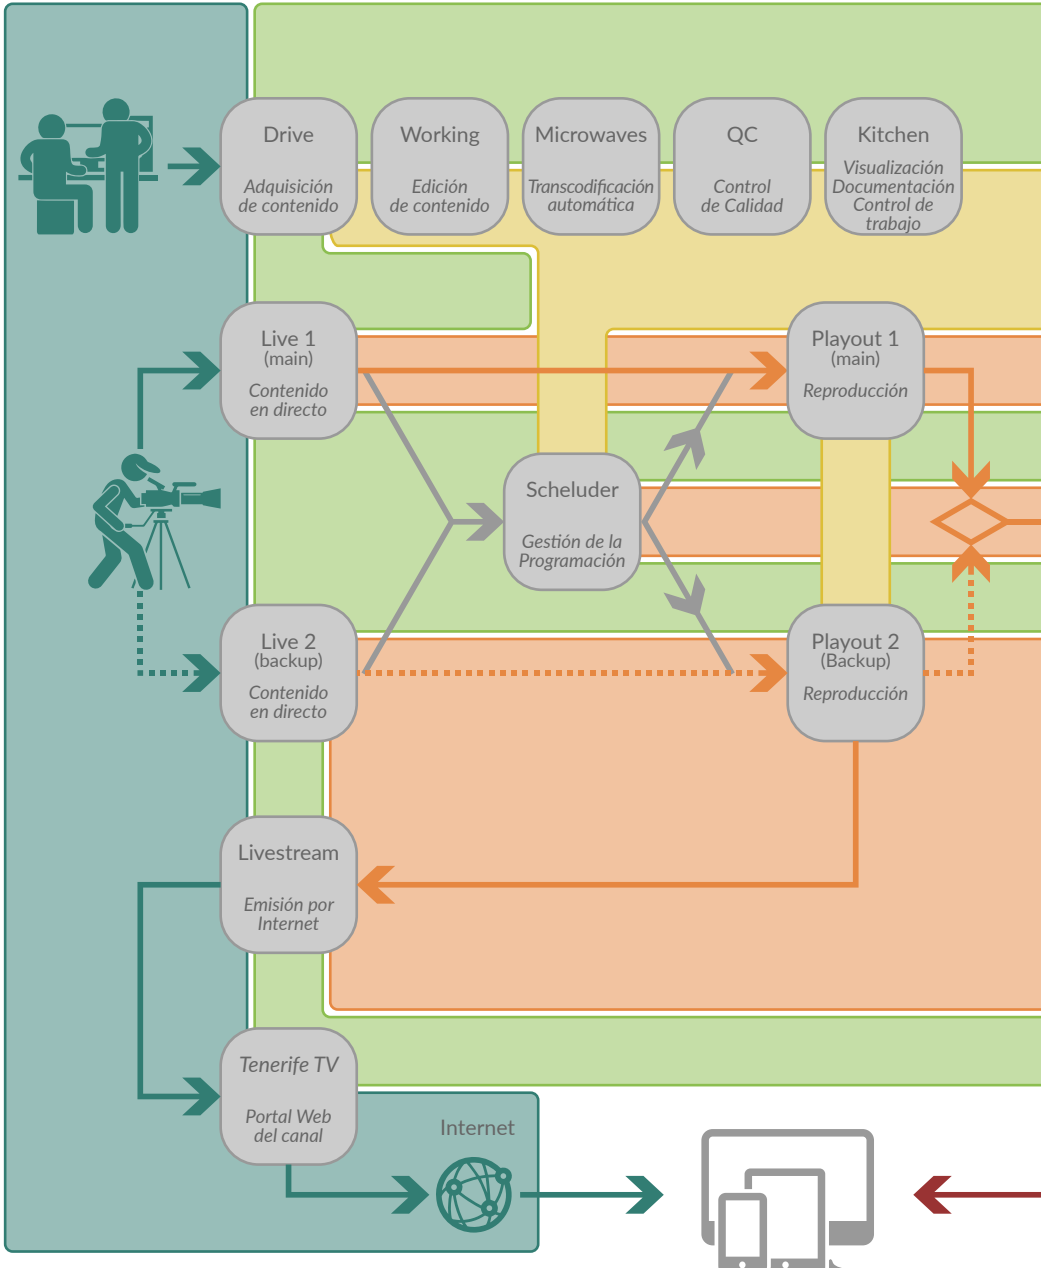 Drive
Adquisición
de contenido
Working
Edición
de contenido
Microwaves
Transcodificación
automática
QC
Control
de Calidad
Kitchen
Visualización
Documentación
Control de
trabajo
Live 1
(main)
Contenido
en directo
Playout 1
(main)
Reproducción
Scheluder
Gestión de la
Programación
Live 2
(backup)
Contenido
en directo
Playout 2
(Backup)
Reproducción
Livestream
Emisión por
Internet
Tenerife TV
Portal Web
del canal
Internet